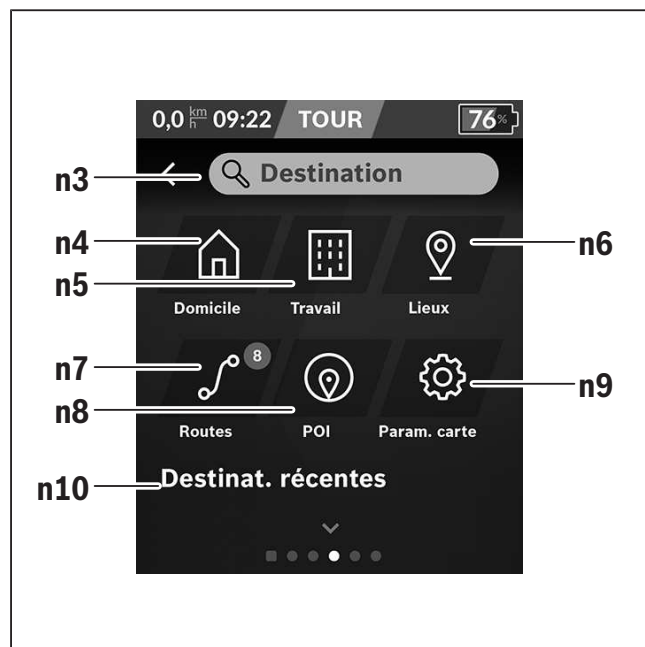 0,0 km/h 09:22 TOUR 76%
n3 Destination
n4 n6
n5
Domicile Travail Lieux
n7 8
n8 n9
Routes POI Param. carte
n10 Destinat. récentes